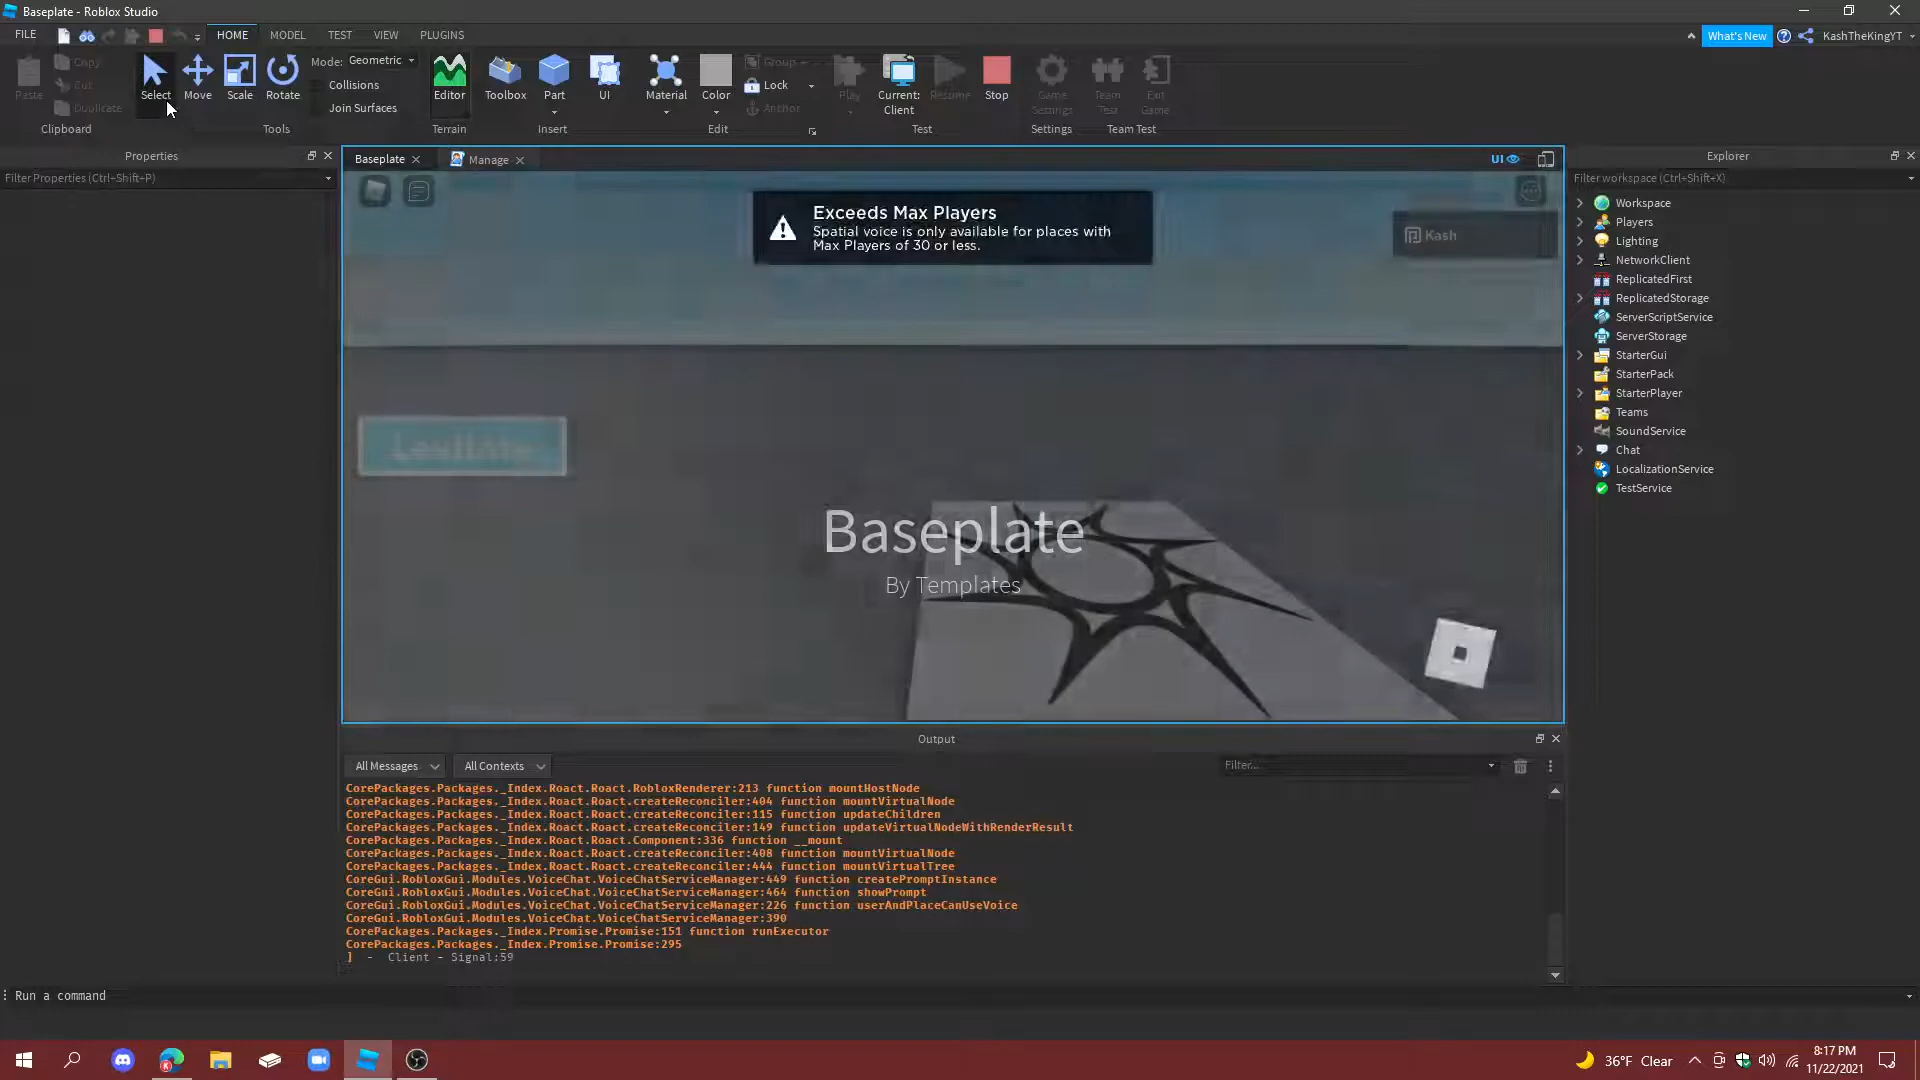 Baseplate - Roblox Studio
FILE
HOME
MODEL
TEST
VIEW
PLUGINS
What's New
KashTheKingYT
Paste
Copy
Cut
Duplicate
Clipboard
Select
Move
Scale
Rotate
Mode: Geometric
Collisions
Join Surfaces
Tools
Editor
Terrain
Toolbox
Part
UI
Insert
Material
Color
Group
Lock
Anchor
Edit
Play
Current:
Client
Resume
Stop
Test
Game
Settings
Settings
Team
Test
Exit
Game
Team Test
Properties
Filter Properties (Ctrl+Shift+P)
Baseplate
Manage
UI
Exceeds Max Players
Spatial voice is only available for places with
Max Players of 30 or less.
Kash
Baseplate
By Templates
Explorer
Filter workspace (Ctrl+Shift+X)
Workspace
Players
Lighting
NetworkClient
ReplicatedFirst
ReplicatedStorage
ServerScriptService
ServerStorage
StarterGui
StarterPack
StarterPlayer
Teams
SoundService
Chat
LocalizationService
TestService
Output
All Messages
All Contexts
Filter...
CorePackages.Packages._Index.Roact.Roact.RobloxRenderer:213 function mountHostNode
CorePackages.Packages._Index.Roact.Roact.createReconciler:404 function mountVirtualNode
CorePackages.Packages._Index.Roact.Roact.createReconciler:115 function updateChildren
CorePackages.Packages._Index.Roact.Roact.createReconciler:149 function updateVirtualNodeWithRenderResult
CorePackages.Packages._Index.Roact.Roact.Component:336 function __mount
CorePackages.Packages._Index.Roact.Roact.createReconciler:408 function mountVirtualNode
CorePackages.Packages._Index.Roact.Roact.createReconciler:444 function mountVirtualTree
CoreGui.RobloxGui.Modules.VoiceChat.VoiceChatServiceManager:449 function createPromptInstance
CoreGui.RobloxGui.Modules.VoiceChat.VoiceChatServiceManager:464 function showPrompt
CoreGui.RobloxGui.Modules.VoiceChat.VoiceChatServiceManager:226 function userAndPlaceCanUseVoice
CoreGui.RobloxGui.Modules.VoiceChat.VoiceChatServiceManager:390
CorePackages.Packages._Index.Promise.Promise:151 function runExecutor
CorePackages.Packages._Index.Promise.Promise:295
] - Client - Signal:59
Run a command
36°F Clear
8:17 PM
11/22/2021